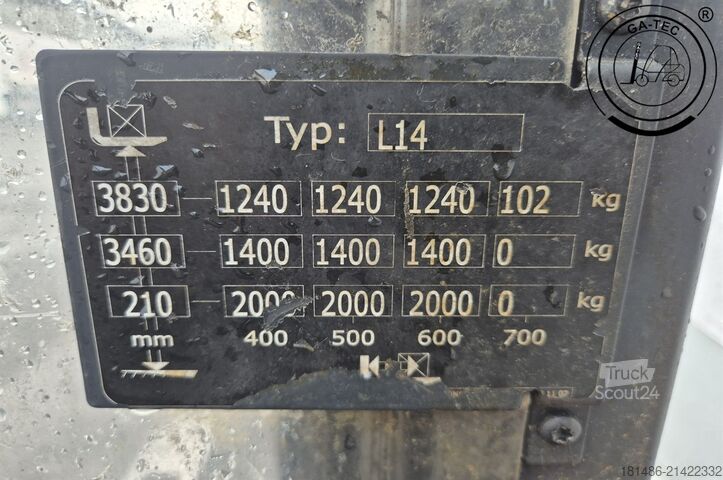 GA-TEC ®
Typ: L14
3830 1240 1240 1240 102 kg
3460 1400 1400 1400 0 kg
210 2000 2000 2000 0 kg
mm 400 500 600 700
Truck
Scout24
181486-21422332